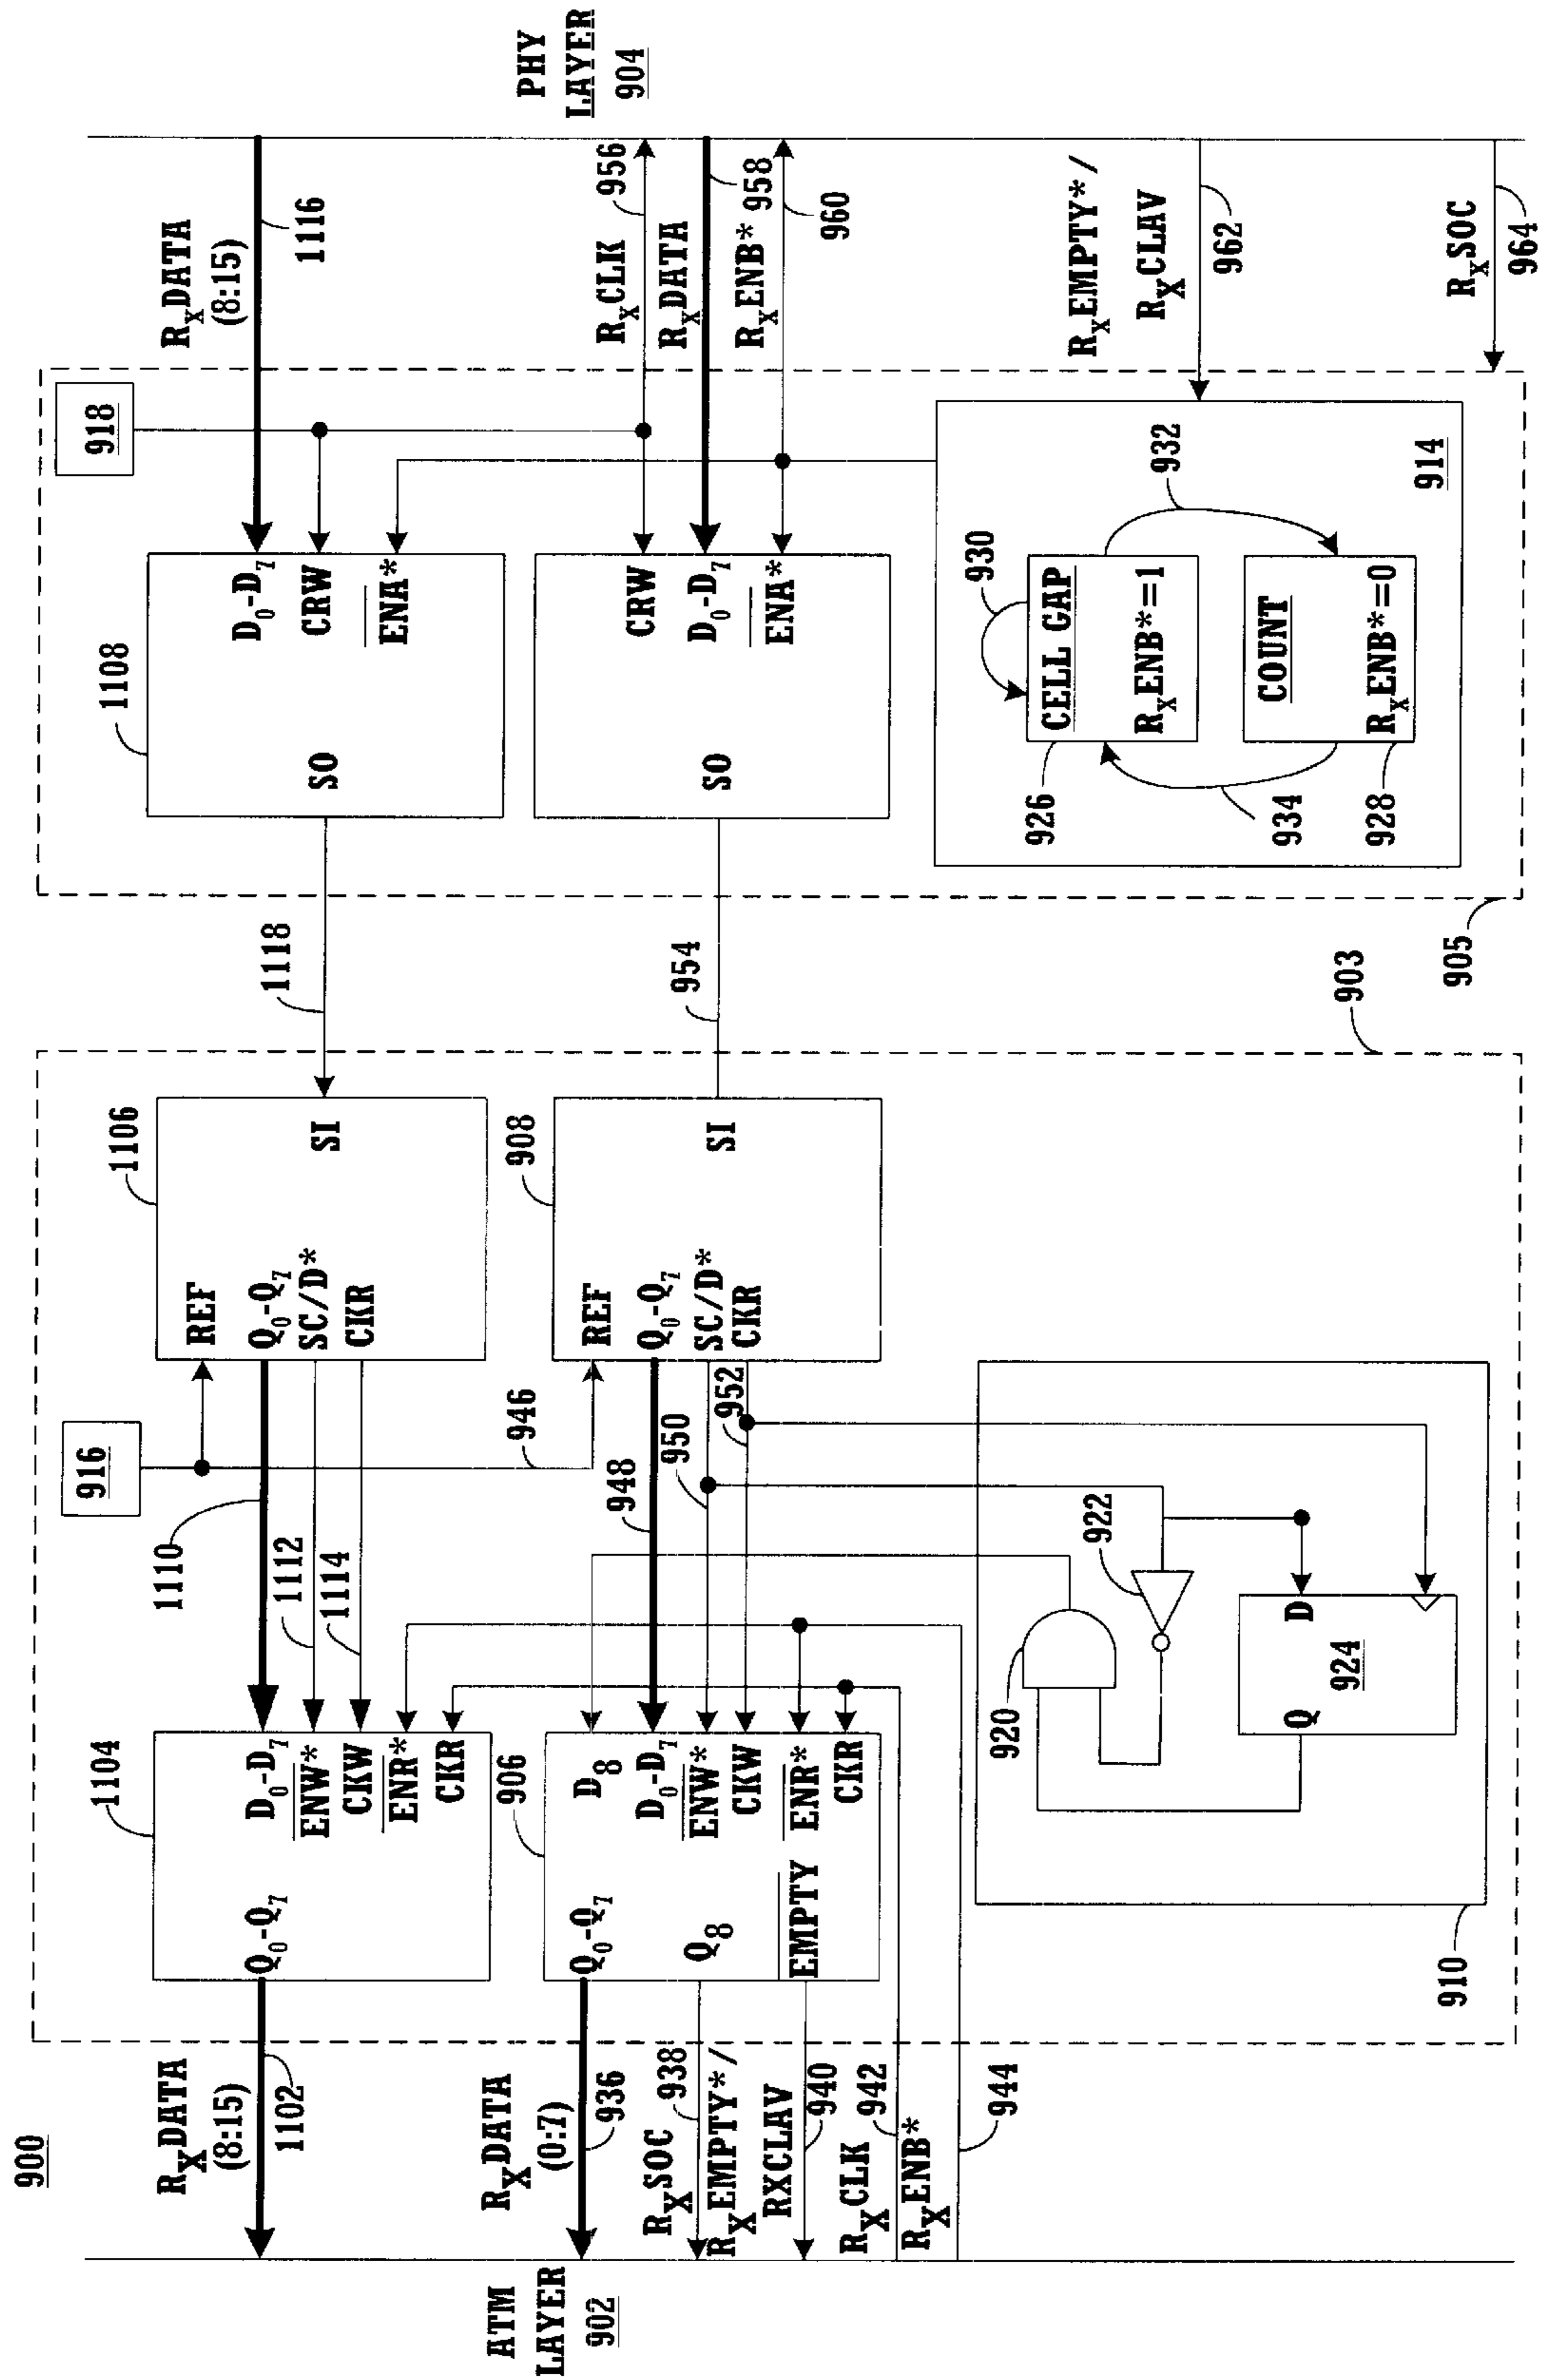 900
ATM
LAYER
902
RXDATA
(8:15)
1102
RXDATA
(0:7)
936
RXSOC
938
RXEMPTY*/
RXCLAV
940
RXCLK
942
RXENB*
944
1104
Q0-Q7
D0-D7
ENW*
CKW
ENR*
CKR
906
Q0-Q7
Q8
EMPTY
D8
D0-D7
ENW*
CKW
ENR*
CKR
1110
1112
1114
916
946
948
950
952
1106
REF
Q0-Q7
SC/D*
CKR
SI
908
REF
Q0-Q7
SC/D*
CKR
SI
920
922
Q
924
D
910
903
1118
954
905
1108
SO
D0-D7
CRW
ENA*
SO
CRW
D0-D7
ENA*
918
926
CELL GAP
RXENB*=1
930
932
934
COUNT
RXENB*=0
928
914
RXDATA
(8:15)
1116
RXCLK
956
RXDATA
958
RXENB*
960
RXEMPTY*/
RXCLAV
962
RXSOC
964
PHY
LAYER
904